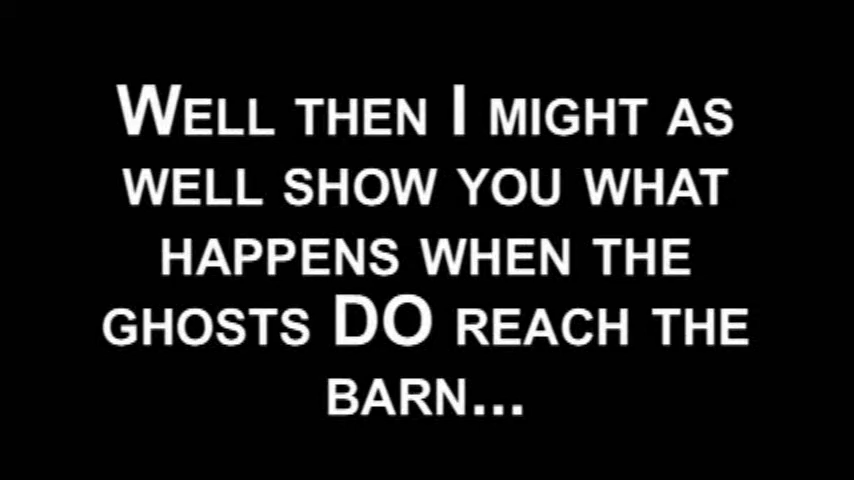 Well then I might as
well show you what
happens when the
ghosts DO reach the
barn...